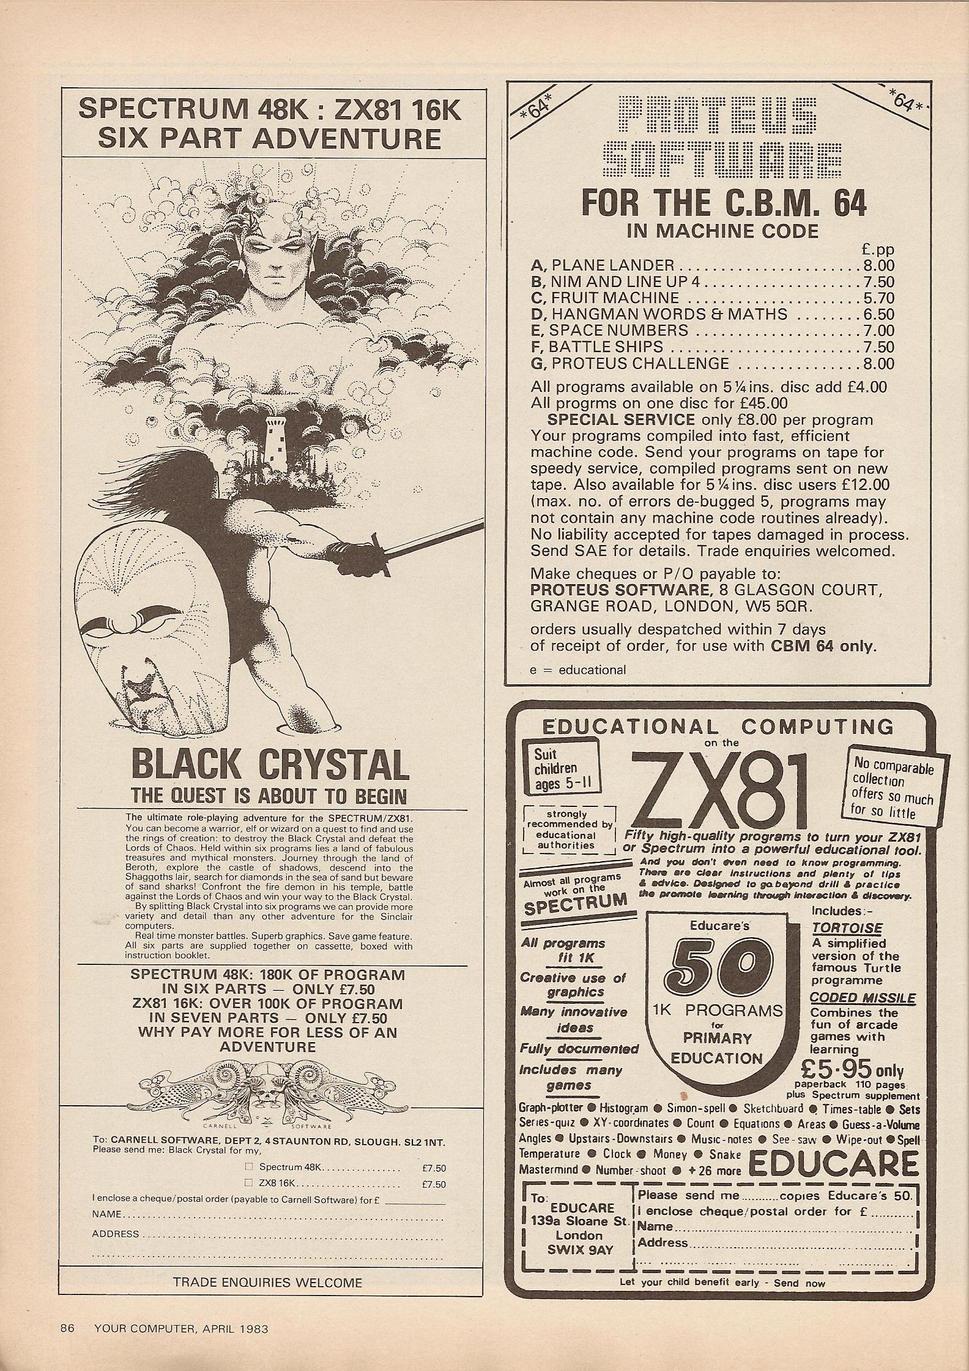 SPECTRUM 48K : ZX81 16K
SIX PART ADVENTURE
BLACK CRYSTAL
THE QUEST IS ABOUT TO BEGIN
The ultimate role-playing adventure for the SPECTRUM/ZX81.
You can become a warrior, elf or wizard on a quest to find and use
the rings of creation: to destroy the Black Crystal and defeat the
Lords of Chaos. Held within six programs lies a land of fabulous
treasures and mythical monsters. Journey through the land of
Beroth, explore the castle of shadows, descend into the
Shaggoths lair, search for diamonds in the sea of sand but beware
of sand sharks! Confront the fire demon in his temple, battle
against the Lords of Chaos and win your way to the Black Crystal.
By splitting Black Crystal into six programs we can provide more
variety and detail than any other adventure for the Sinclair
computers.
Real time monster battles. Superb graphics. Save game feature.
All six parts are supplied together on cassette, boxed with
instruction booklet.
SPECTRUM 48K: 180K OF PROGRAM
IN SIX PARTS — ONLY £7.50
ZX81 16K: OVER 100K OF PROGRAM
IN SEVEN PARTS — ONLY £7.50
WHY PAY MORE FOR LESS OF AN
ADVENTURE
CARNELL SOFTWARE
To: CARNELL SOFTWARE, DEPT 2, 4 STAUNTON RD, SLOUGH. SL2 1NT.
Please send me: Black Crystal for my,
Spectrum 48K.................... £7.50
ZX8 16K.......................... £7.50
I enclose a cheque/postal order (payable to Carnell Software) for £
NAME
ADDRESS
TRADE ENQUIRIES WELCOME
*64* *64*
PROTEUS
SOFTWARE
FOR THE C.B.M. 64
IN MACHINE CODE
£.pp
A, PLANE LANDER .....................8.00
B, NIM AND LINE UP 4..................7.50
C, FRUIT MACHINE ....................5.70
D, HANGMAN WORDS & MATHS ........6.50
E, SPACE NUMBERS ...................7.00
F, BATTLE SHIPS ......................7.50
G, PROTEUS CHALLENGE ..............8.00
All programs available on 5¼ins. disc add £4.00
All progrms on one disc for £45.00
SPECIAL SERVICE only £8.00 per program
Your programs compiled into fast, efficient
machine code. Send your programs on tape for
speedy service, compiled programs sent on new
tape. Also available for 5¼ins. disc users £12.00
(max. no. of errors de-bugged 5, programs may
not contain any machine code routines already).
No liability accepted for tapes damaged in process.
Send SAE for details. Trade enquiries welcomed.
Make cheques or P/O payable to:
PROTEUS SOFTWARE, 8 GLASGON COURT,
GRANGE ROAD, LONDON, W5 5QR.
orders usually despatched within 7 days
of receipt of order, for use with CBM 64 only.
e = educational
EDUCATIONAL COMPUTING
on the
ZX81
Suit
children
ages 5-11
No comparable
collection
offers so much
for so little
strongly
recommended by
educational
authorities
Fifty high-quality programs to turn your ZX81
or Spectrum into a powerful educational tool.
And you don't even need to know programming.
There are clear instructions and plenty of tips
& advice. Designed to go beyond drill & practice
the promote learning through interaction & discovery.
Almost all programs
work on the
SPECTRUM
All programs
fit 1K
Creative use of
graphics
Many innovative
ideas
Fully documented
Includes many
games
Educare's
50
1K PROGRAMS
for
PRIMARY
EDUCATION
Includes:-
TORTOISE
A simplified
version of the
famous Turtle
programme
CODED MISSILE
Combines the
fun of arcade
games with
learning
£5·95 only
paperback 110 pages
plus Spectrum supplement
Graph-plotter ● Histogram ● Simon-spell ● Sketchboard ● Times-table ● Sets
Series-quiz ● XY-coordinates ● Count ● Equations ● Areas ● Guess-a-Volume
Angles ● Upstairs-Downstairs ● Music-notes ● See-saw ● Wipe-out ● Spell
Temperature ● Clock ● Money ● Snake
Mastermind ● Number-shoot ● +26 more EDUCARE
To:
EDUCARE
139a Sloane St.
London
SWIX 9AY
Please send me ..........copies Educare's 50.
I enclose cheque/postal order for £ ..........
Name
Address
Let your child benefit early - Send now
86 YOUR COMPUTER, APRIL 1983